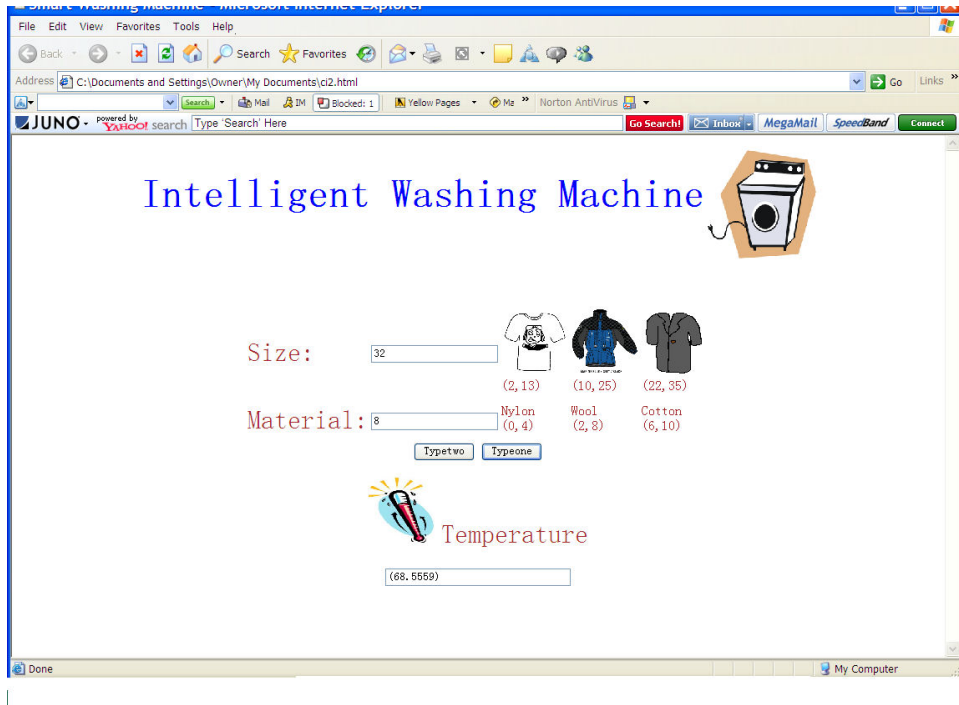 Smart Washing Machine - Microsoft Internet Explorer
File Edit View Favorites Tools Help
Back Search Favorites
Address C:\Documents and Settings\Owner\My Documents\ci2.html Go Links »
Search Mail IM Blocked: 1 Yellow Pages Ma » Norton AntiVirus
JUNO powered by YAHOO! search Type 'Search' Here Go Search! Inbox MegaMail SpeedBand Connect
Intelligent Washing Machine
Size: 32
(2,13) (10,25) (22,35)
Nylon Wool Cotton
Material: 8
(0,4) (2,8) (6,10)
Typetwo Typeone
Temperature
(68.5559)
Done My Computer